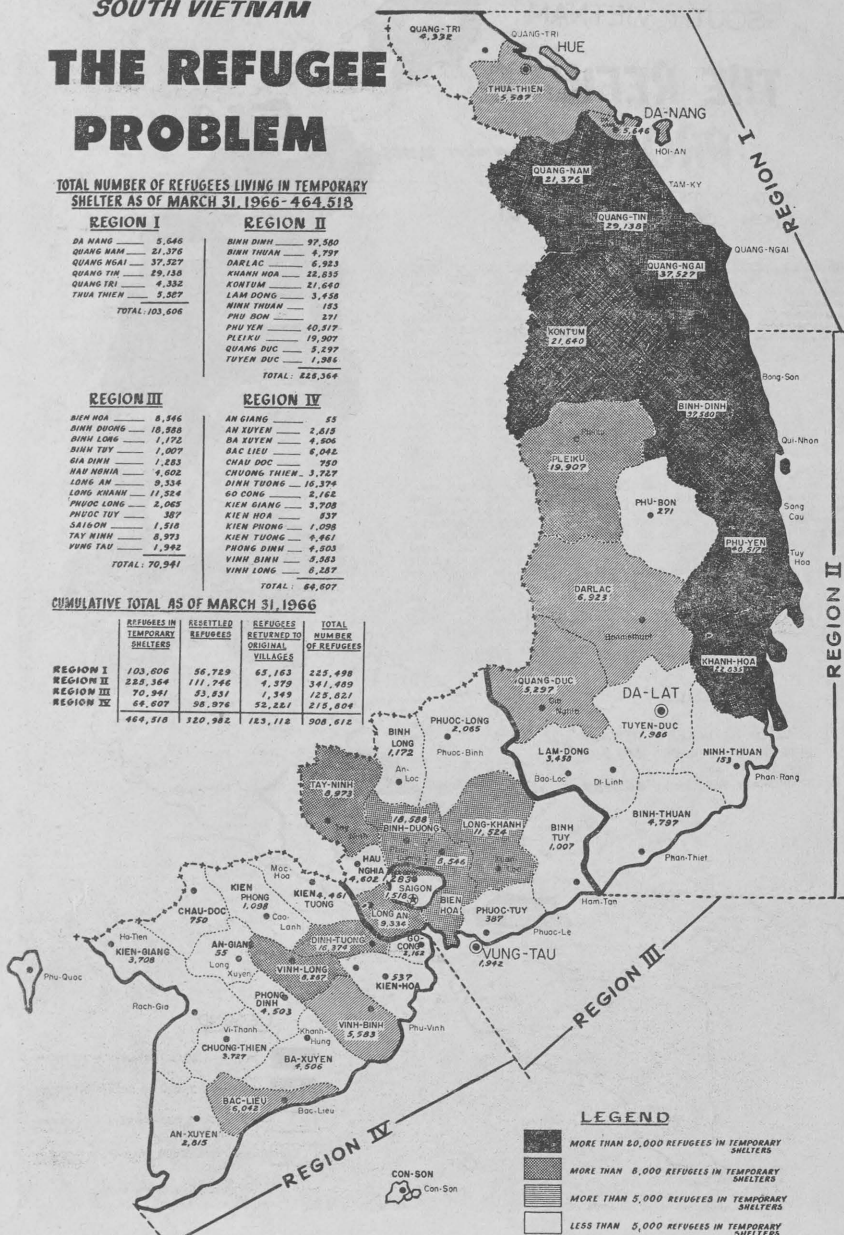 SOUTH VIETNAM
THE REFUGEE
PROBLEM
TOTAL NUMBER OF REFUGEES LIVING IN TEMPORARY
SHELTER AS OF MARCH 31, 1966-464,518
REGION I
DA NANG 5,646
QUANG NAM 21,376
QUANG NGAI 37,527
QUANG TIN 29,138
QUANG TRI 4,332
THUA THIEN 5,587
TOTAL: 103,606
REGION II
BINH DINH 97,580
BINH THUAN 4,797
DARLAC 6,923
KHANH HOA 22,835
KONTUM 21,640
LAM DONG 3,458
NINH THUAN 153
PHU BON 271
PHU YEN 40,517
PLEIKU 19,907
QUANG DUC 5,297
TUYEN DUC 1,986
TOTAL: 225,364
REGION III
BIEN HOA 8,546
BINH DUONG 18,588
BINH LONG 1,172
BINH TUY 1,007
GIA DINH 1,283
HAU NGHIA 4,602
LONG AN 9,334
LONG KHANH 11,524
PHUOC LONG 2,065
PHUOC TUY 387
SAIGON 1,518
TAY NINH 8,973
VUNG TAU 1,942
TOTAL: 70,941
REGION IV
AN GIANG 55
AN XUYEN 2,815
BA XUYEN 4,506
BAC LIEU 6,042
CHAU DOC 750
CHUONG THIEN 3,727
DINH TUONG 16,374
GO CONG 2,162
KIEN GIANG 3,708
KIEN HOA 537
KIEN PHONG 1,098
KIEN TUONG 4,461
PHONG DINH 4,503
VINH BINH 5,583
VINH LONG 8,287
TOTAL: 64,607
CUMULATIVE TOTAL AS OF MARCH 31, 1966
REFUGEES IN TEMPORARY SHELTERS
RESETTLED REFUGEES
REFUGEES RETURNED TO ORIGINAL VILLAGES
TOTAL NUMBER OF REFUGEES
REGION I 103,606 56,729 65,163 225,498
REGION II 225,364 111,746 4,379 341,489
REGION III 70,941 53,531 1,349 125,821
REGION IV 64,607 98,976 52,221 215,804
464,518 320,982 123,112 908,612
QUANG-TRI
4,332
QUANG-TRI
HUE
THUA-THIEN
5,587
DA-NANG
5,646
HOI-AN
QUANG-NAM
21,376
TAM-KY
QUANG-TIN
29,138
QUANG-NGAI
QUANG-NGAI
37,527
REGION I
KONTUM
21,640
Bong-Son
BINH-DINH
97,580
Qui-Nhon
Pleiku
PLEIKU
19,907
PHU-BON
271
Song
Cau
PHU-YEN
40,517
Tuy
Hoa
REGION II
DARLAC
6,923
Banmethuot
KHANH-HOA
22,835
QUANG-DUC
5,297
Gia
Nghia
DA-LAT
TUYEN-DUC
1,986
PHUOC-LONG
2,065
Phuoc-Binh
BINH
LONG
1,172
An-
Loc
LAM-DONG
3,458
Bao-Loc
Di-Linh
NINH-THUAN
153
Phan-Rang
BINH-THUAN
4,797
Phan-Thiet
TAY-NINH
8,973
Tay
Ninh
18,588
BINH-DUONG
LONG-KHANH
11,524
Xuan
Loc
BINH
TUY
1,007
Ham-Tan
HAU
NGHIA
4,602
1,283
8,546
BIEN
HOA
SAIGON
1,518
LONG AN
9,334
PHUOC-TUY
387
Phuoc-Le
VUNG-TAU
1,942
REGION III
Moc-
Hoa
KIEN
TUONG
4,461
KIEN
PHONG
1,098
Cao-
Lanh
CHAU-DOC
750
Ha-Tien
KIEN-GIANG
3,708
AN-GIANG
55
Long
Xuyen
DINH-TUONG
16,374
GO-
CONG
2,162
VINH-LONG
8,287
537
KIEN-HOA
PHONG
DINH
4,503
Phu-Quoc
Rach-Gia
Vi-Thanh
CHUONG-THIEN
3,727
Khanh-
Hung
VINH-BINH
5,583
Phu-Vinh
BA-XUYEN
4,506
BAC-LIEU
6,042
Bac-Lieu
AN-XUYEN
2,815
REGION IV
CON-SON
Con-Son
LEGEND
MORE THAN 20,000 REFUGEES IN TEMPORARY
SHELTERS
MORE THAN 8,000 REFUGEES IN TEMPORARY
SHELTERS
MORE THAN 5,000 REFUGEES IN TEMPORARY
SHELTERS
LESS THAN 5,000 REFUGEES IN TEMPORARY
SHELTERS